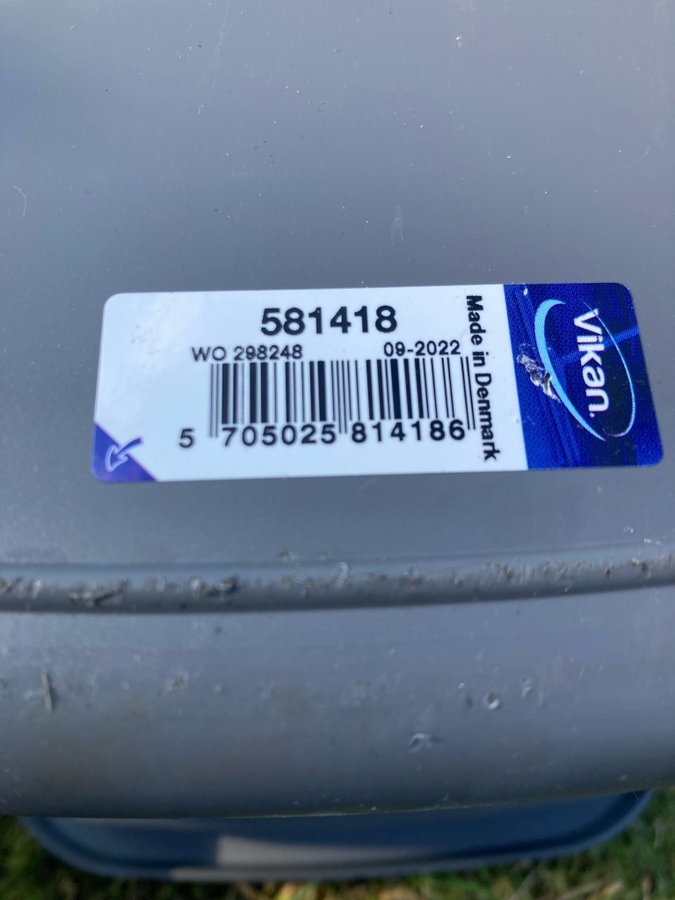 581418
WO 298248 09-2022
5 705025 814186
Made in Denmark
Vikan.